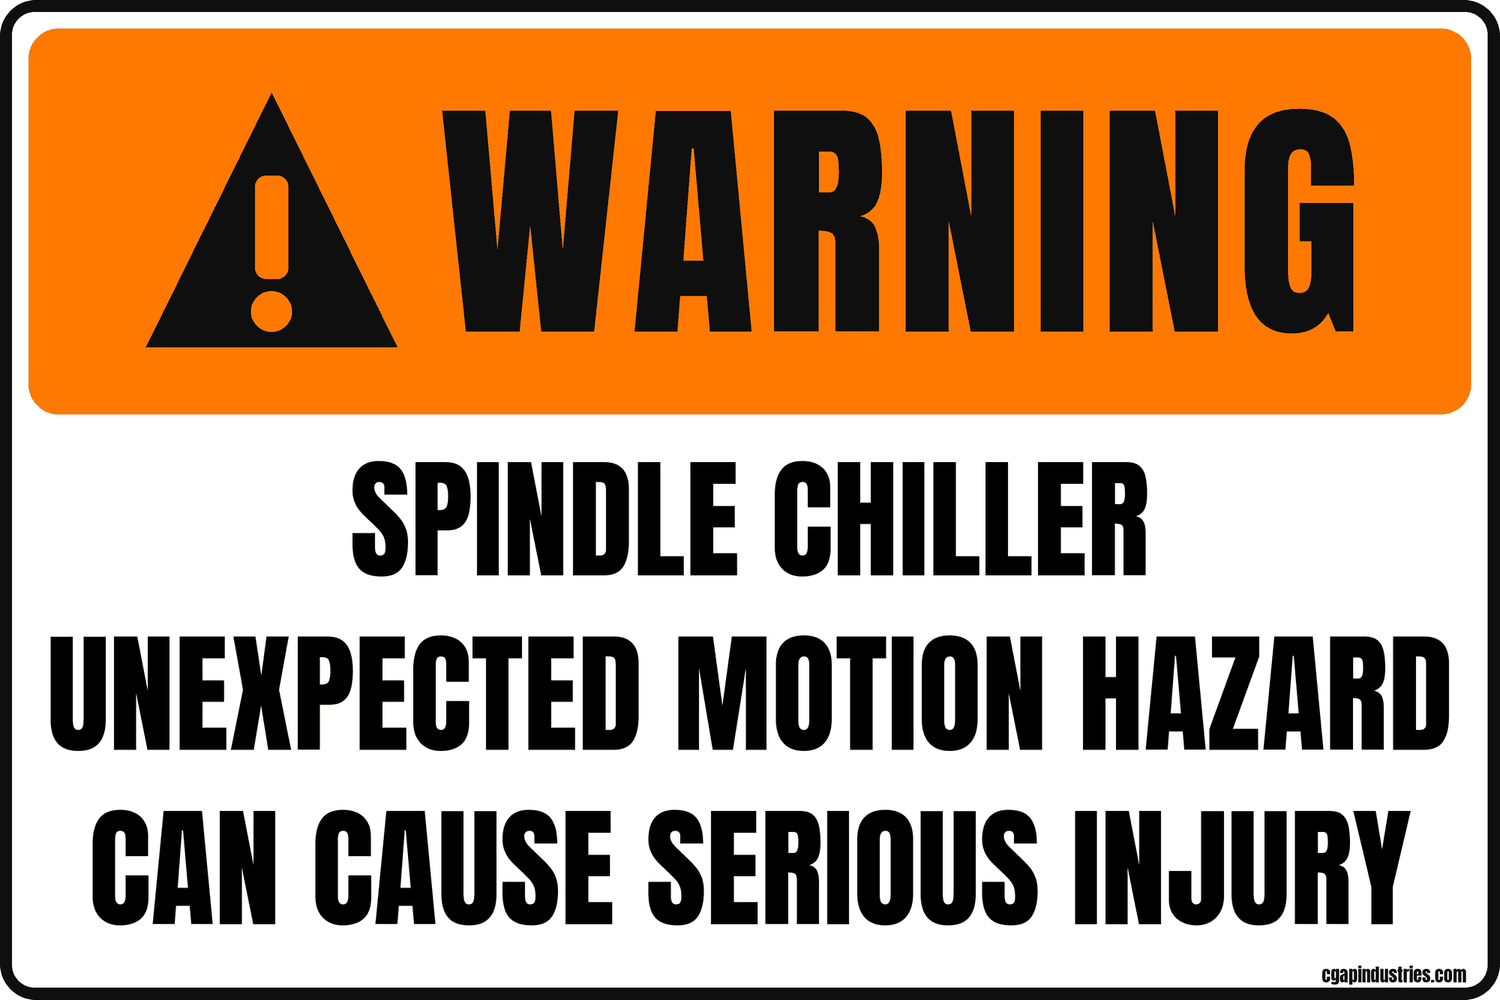 WARNING
SPINDLE CHILLER
UNEXPECTED MOTION HAZARD
CAN CAUSE SERIOUS INJURY
cgapindustries.com